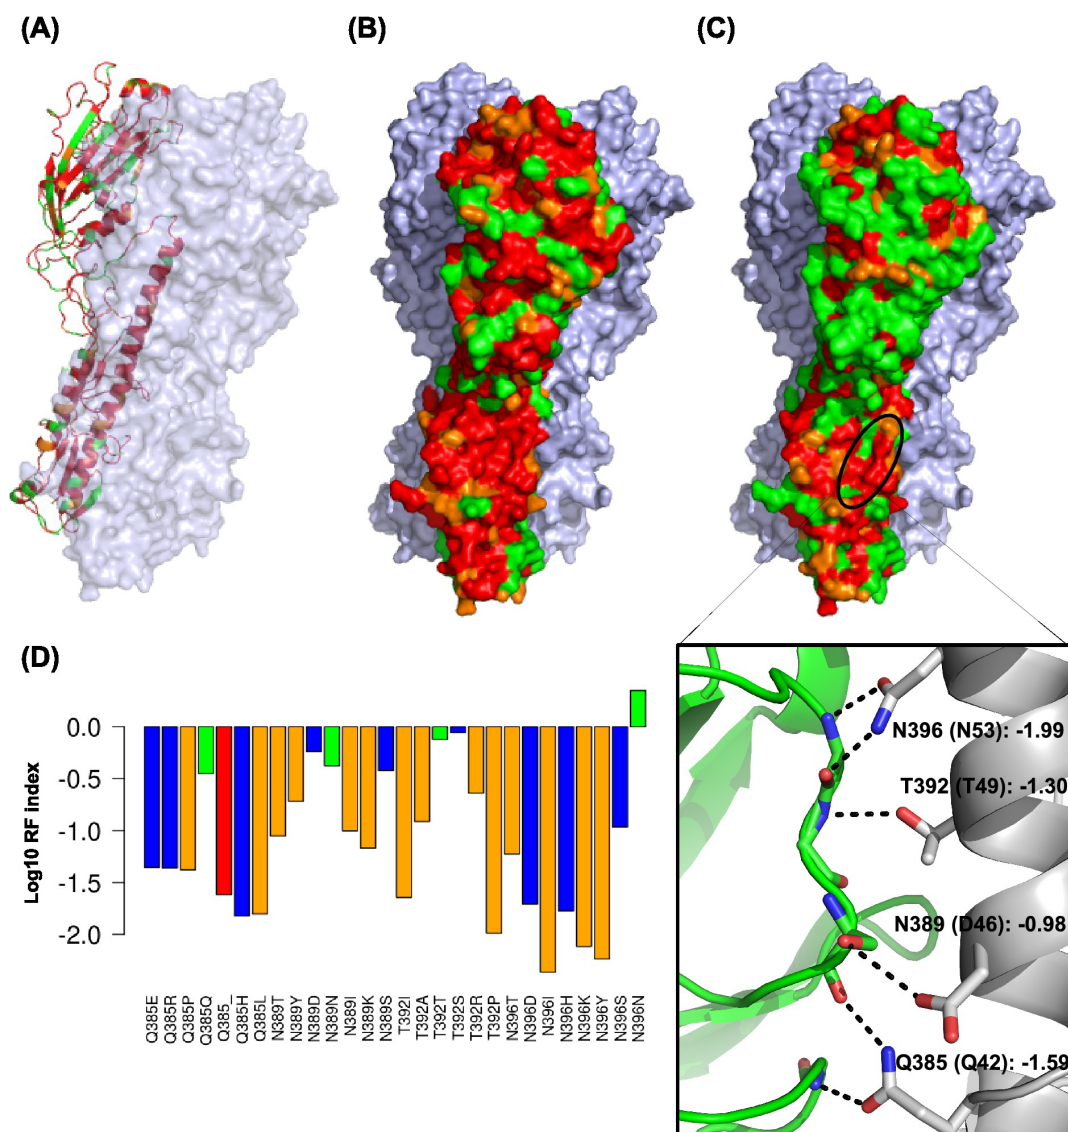 (A)
(B)
(C)
(D)
Log10 RF index
0.0
-0.5
-1.0
-1.5
-2.0
Q385E
Q385R
Q385P
Q385Q
Q385_
Q385H
Q385L
N389T
N389Y
N389D
N389N
N389I
N389K
N389S
T392I
T392A
T392T
T392S
T392R
T392P
N396T
N396D
N396I
N396H
N396K
N396Y
N396S
N396N
N396 (N53): -1.99
T392 (T49): -1.30
N389 (D46): -0.98
Q385 (Q42): -1.59